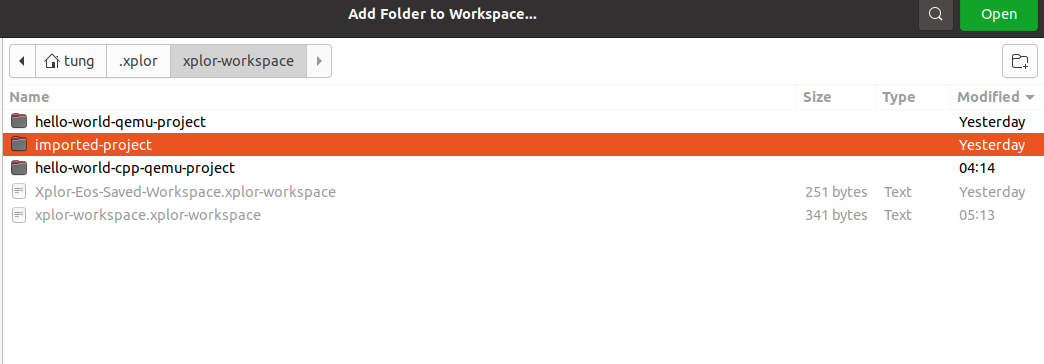 Add Folder to Workspace... Open
tung .xplor xplor-workspace
Name Size Type Modified
hello-world-qemu-project Yesterday
imported-project Yesterday
hello-world-cpp-qemu-project 04:14
Xplor-Eos-Saved-Workspace.xplor-workspace 251 bytes Text Yesterday
xplor-workspace.xplor-workspace 341 bytes Text 05:13